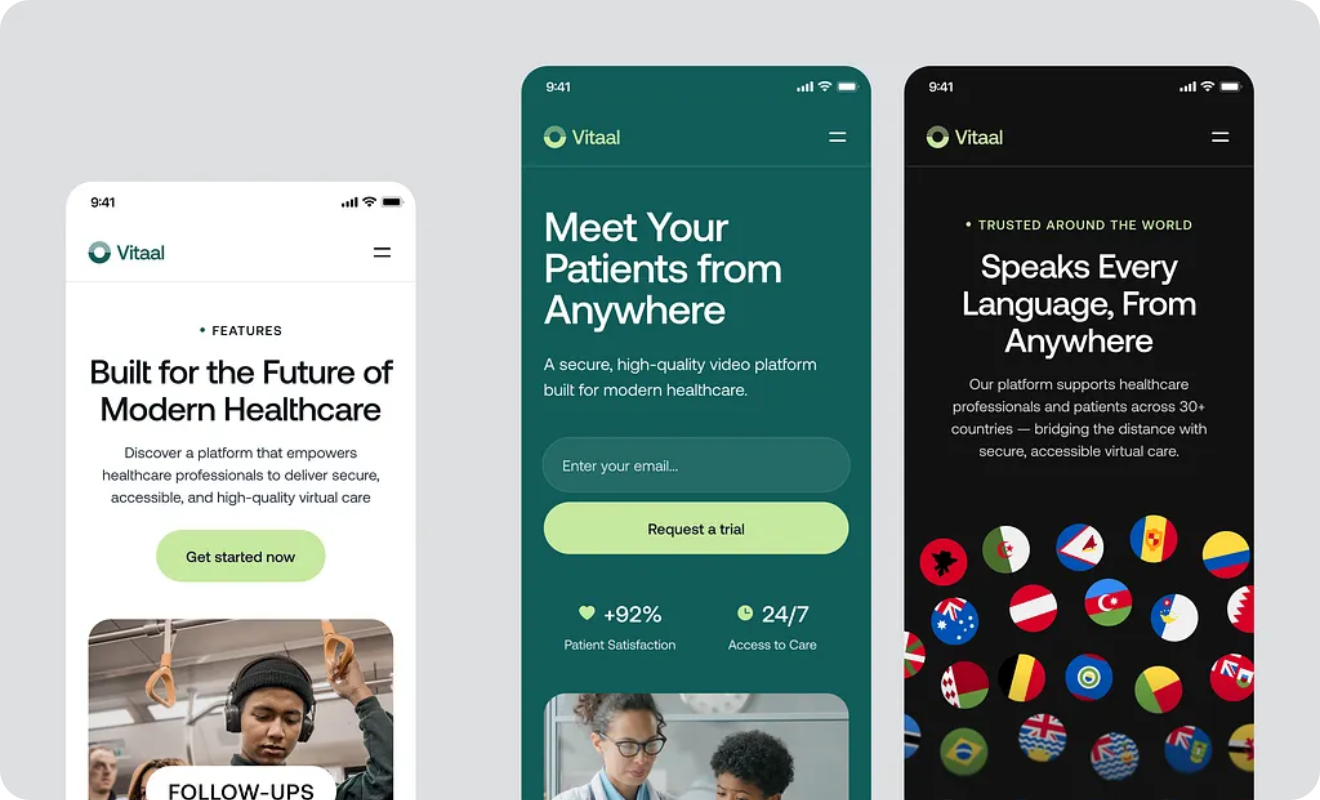 9:41
Vitaal
• FEATURES
Built for the Future of
Modern Healthcare
Discover a platform that empowers
healthcare professionals to deliver secure,
accessible, and high-quality virtual care
Get started now
FOLLOW-UPS
9:41
Vitaal
Meet Your
Patients from
Anywhere
A secure, high-quality video platform
built for modern healthcare.
Enter your email...
Request a trial
+92%
Patient Satisfaction
24/7
Access to Care
9:41
Vitaal
• TRUSTED AROUND THE WORLD
Speaks Every
Language, From
Anywhere
Our platform supports healthcare
professionals and patients across 30+
countries — bridging the distance with
secure, accessible virtual care.